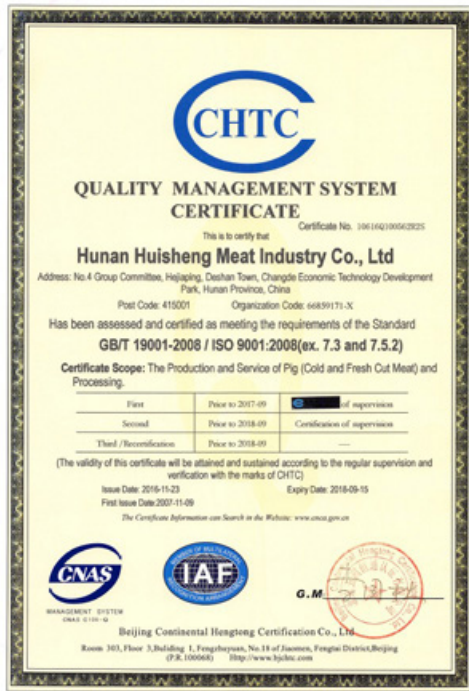 CHTC
QUALITY MANAGEMENT SYSTEM
CERTIFICATE
Certificate No. 10616Q100562R2S
This is to certify that
Hunan Huisheng Meat Industry Co., Ltd
Address: No.4 Group Committee, Hejiaping, Deshan Town, Changde Economic Technology Development
Park, Hunan Province, China
Post Code: 415001 Organization Code: 66859171-X
Has been assessed and certified as meeting the requirements of the Standard
GB/T 19001-2008 / ISO 9001:2008(ex. 7.3 and 7.5.2)
Certificate Scope: The Production and Service of Pig (Cold and Fresh Cut Meat) and
Processing.
First Prior to 2017-09 of supervision
Second Prior to 2018-09 Certification of supervision
Third /Recertification Prior to 2018-09 —
(The validity of this certificate will be attained and sustained according to the regular supervision and
verification with the marks of CHTC)
Issue Date: 2016-11-23 Expiry Date: 2018-09-15
First Issue Date:2007-11-09
The Certificate Information can Search in the Website: www.cnca.gov.cn
CNAS
MANAGEMENT SYSTEM
MEMBER OF MULTILATERAL
IAF
RECOGNITION ARRANGEMENT
G.M
Beijing Continental Hengtong Certification Co., Ltd
Room 303, Floor 3,Buliding 1, Fengzhuyuan, No.18 of Jiaomen, Fengtai District,Beijing
(P.R.100068) Http://www.bjchtc.com